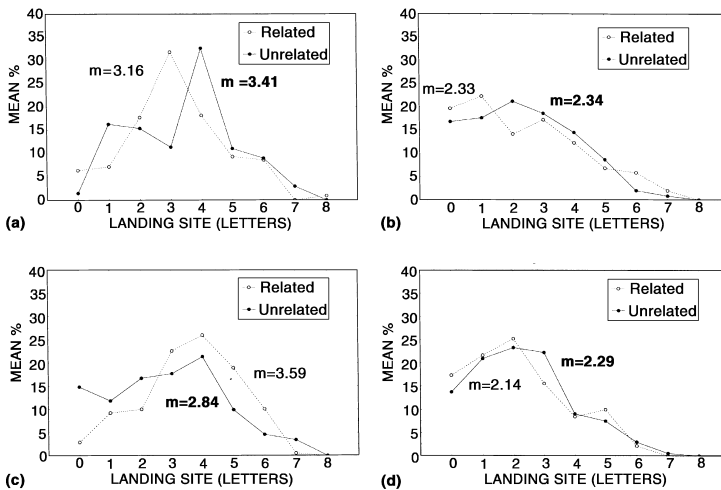 40
35
30
25
20
15
10
5
0
MEAN %
Related
Unrelated
m=3.16
m =3.41
0 1 2 3 4 5 6 7 8
LANDING SITE (LETTERS)
(a)
40
35
30
25
20
15
10
5
0
MEAN %
Related
Unrelated
m=2.33
m=2.34
0 1 2 3 4 5 6 7 8
LANDING SITE (LETTERS)
(b)
40
35
30
25
20
15
10
5
0
MEAN %
Related
Unrelated
m=3.59
m=2.84
0 1 2 3 4 5 6 7 8
LANDING SITE (LETTERS)
(c)
40
35
30
25
20
15
10
5
0
MEAN %
Related
Unrelated
m=2.29
m=2.14
0 1 2 3 4 5 6 7 8
LANDING SITE (LETTERS)
(d)